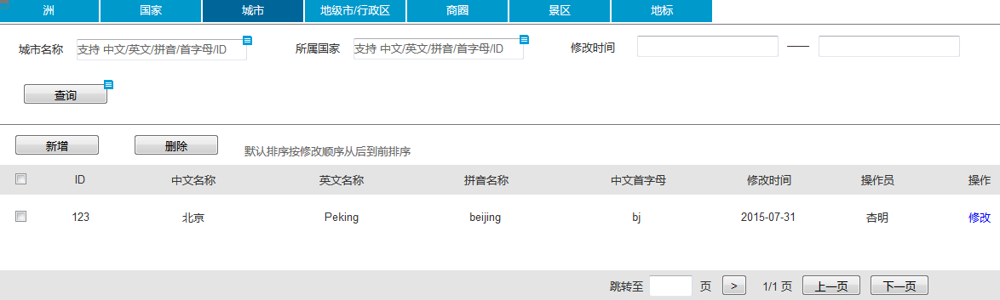 洲 国家 城市 地级市/行政区 商圈 景区 地标
城市名称 支持 中文/英文/拼音/首字母/ID 所属国家 支持 中文/英文/拼音/首字母/ID 修改时间 ——
查询
新增 删除 默认排序按修改顺序从后到前排序
ID 中文名称 英文名称 拼音名称 中文首字母 修改时间 操作员 操作
123 北京 Peking beijing bj 2015-07-31 杏明 修改
跳转至 页 > 1/1 页 上一页 下一页